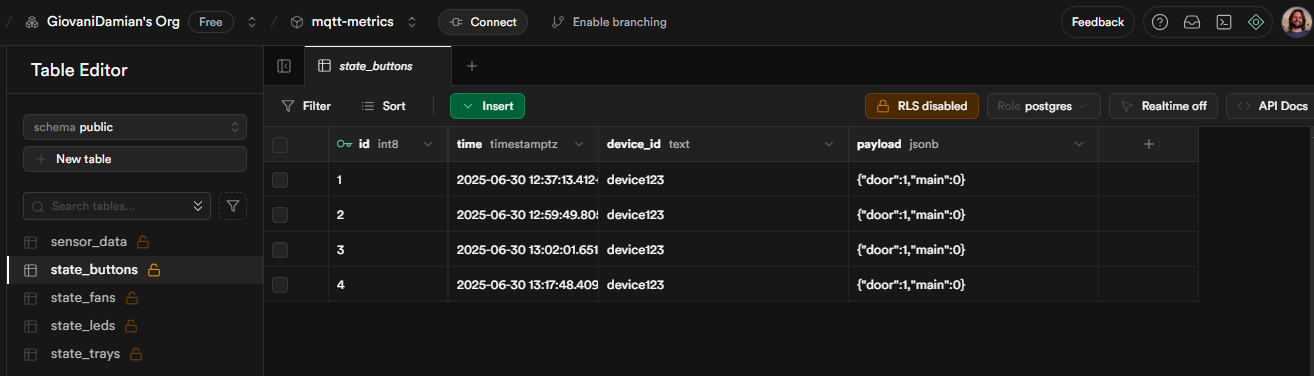 / GiovaniDamian's Org Free / mqtt-metrics Connect Enable branching Feedback
Table Editor
state_buttons
Filter Sort Insert RLS disabled Role postgres Realtime off API Docs
schema public
New table
Search tables...
sensor_data
state_buttons
state_fans
state_leds
state_trays
id int8 time timestamptz device_id text payload jsonb
1 2025-06-30 12:37:13.412+ device123 {"door":1,"main":0}
2 2025-06-30 12:59:49.805 device123 {"door":1,"main":0}
3 2025-06-30 13:02:01.651 device123 {"door":1,"main":0}
4 2025-06-30 13:17:48.409 device123 {"door":1,"main":0}